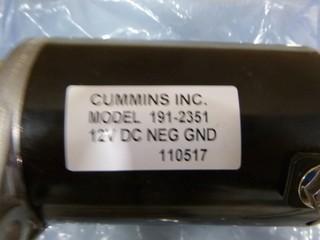 CUMMINS INC.
MODEL 191-2351
12V DC NEG GND
110517